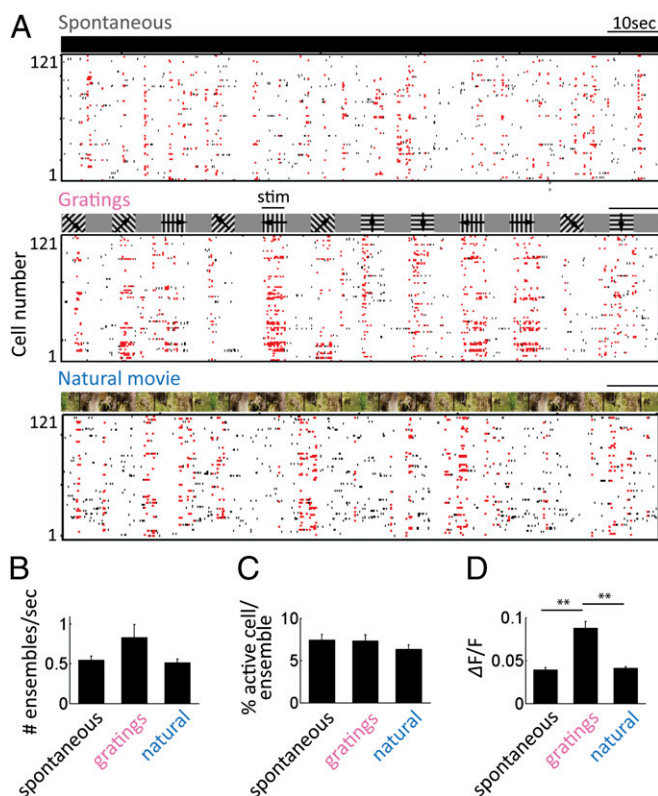 A
Spontaneous
10sec
121
1
Gratings
stim
121
1
Cell number
Natural movie
121
1
B
# ensembles/sec
1
0.5
0
spontaneous
gratings
natural
C
% active cell/
ensemble
10
5
0
spontaneous
gratings
natural
D
ΔF/F
** **
0.1
0.05
0
spontaneous
gratings
natural